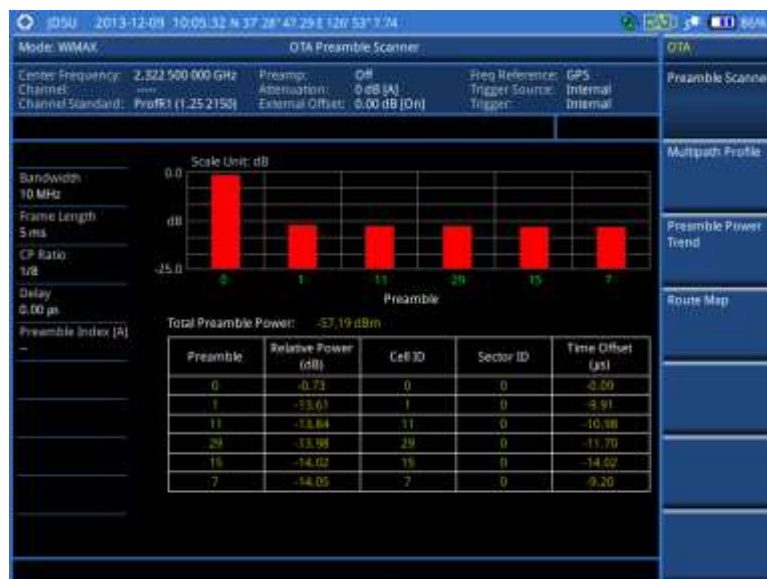 JDSU 2013-12-09 10:05:32 N 37° 28' 47.29 E 126° 53' 7.74 86%
Mode: WiMAX OTA Preamble Scanner OTA
Center Frequency: 2.322 500 000 GHz Preamp: Off Freq Reference: GPS
Channel: ----- Attenuation: 0 dB [A] Trigger Source: Internal
Channel Standard: ProfR1 (1.25 2150) External Offset: 0.00 dB [On] Trigger: Internal
Preamble Scanne
Multipath Profile
Preamble Power
Trend
Route Map
Bandwidth
10 MHz
Frame Length
5 ms
CP Ratio
1/8
Delay
0.00 µs
Preamble Index [A]
--
Scale Unit: dB
0.0
dB
-25.0
0 1 11 29 15 7
Preamble
Total Preamble Power: -57.19 dBm
Preamble Relative Power (dB) Cell ID Sector ID Time Offset (µs)
0 -0.73 0 0 -0.09
1 -13.61 1 0 -9.91
11 -13.84 11 0 -10.98
29 -13.98 29 0 -11.70
15 -14.02 15 0 -14.02
7 -14.05 7 0 -9.20